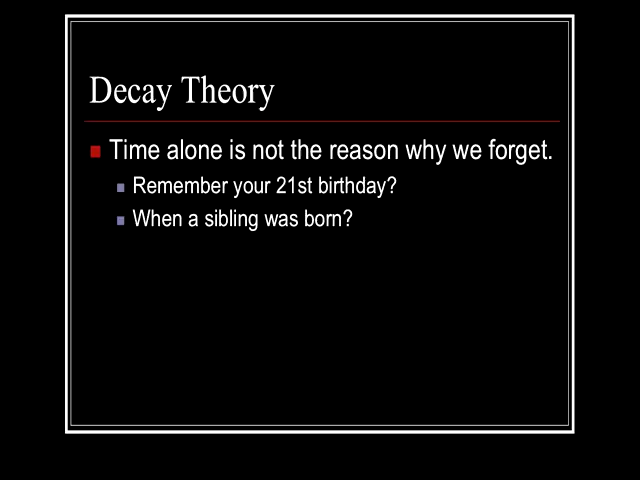 Decay Theory
Time alone is not the reason why we forget.
Remember your 21st birthday?
When a sibling was born?